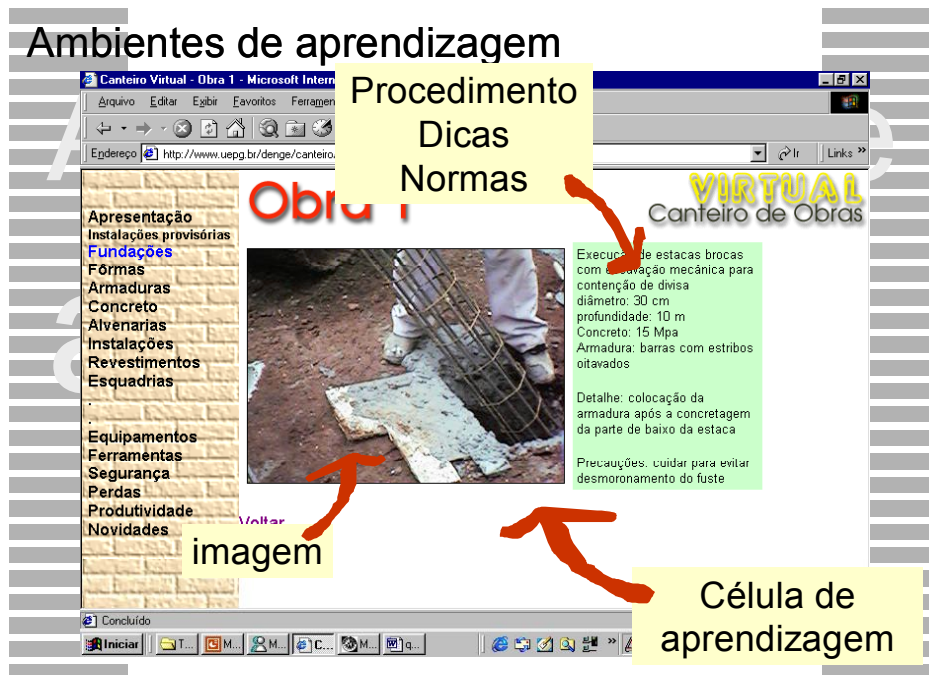 Ambientes de aprendizagem
Canteiro Virtual - Obra 1 - Microsoft Intern
Arquivo Editar Exibir Favoritos Ferramen
Endereço http://www.uepg.br/denge/canteiro/
Ir Links »
Procedimento
Dicas
Normas
Obra 1
VIRTUAL
Canteiro de Obras
Apresentação
Instalações provisórias
Fundações
Fôrmas
Armaduras
Concreto
Alvenarias
Instalações
Revestimentos
Esquadrias
.
.
Equipamentos
Ferramentas
Segurança
Perdas
Produtividade
Novidades
Execução de estacas brocas
com escavação mecânica para
contenção de divisa
diâmetro: 30 cm
profundidade: 10 m
Concreto: 15 Mpa
Armadura: barras com estribos
oitavados
Detalhe: colocação da
armadura após a concretagem
da parte de baixo da estaca
Precauções: cuidar para evitar
desmoronamento do fuste
Voltar
imagem
Célula de
aprendizagem
Concluído
Iniciar T... M... M... C... M... q... »